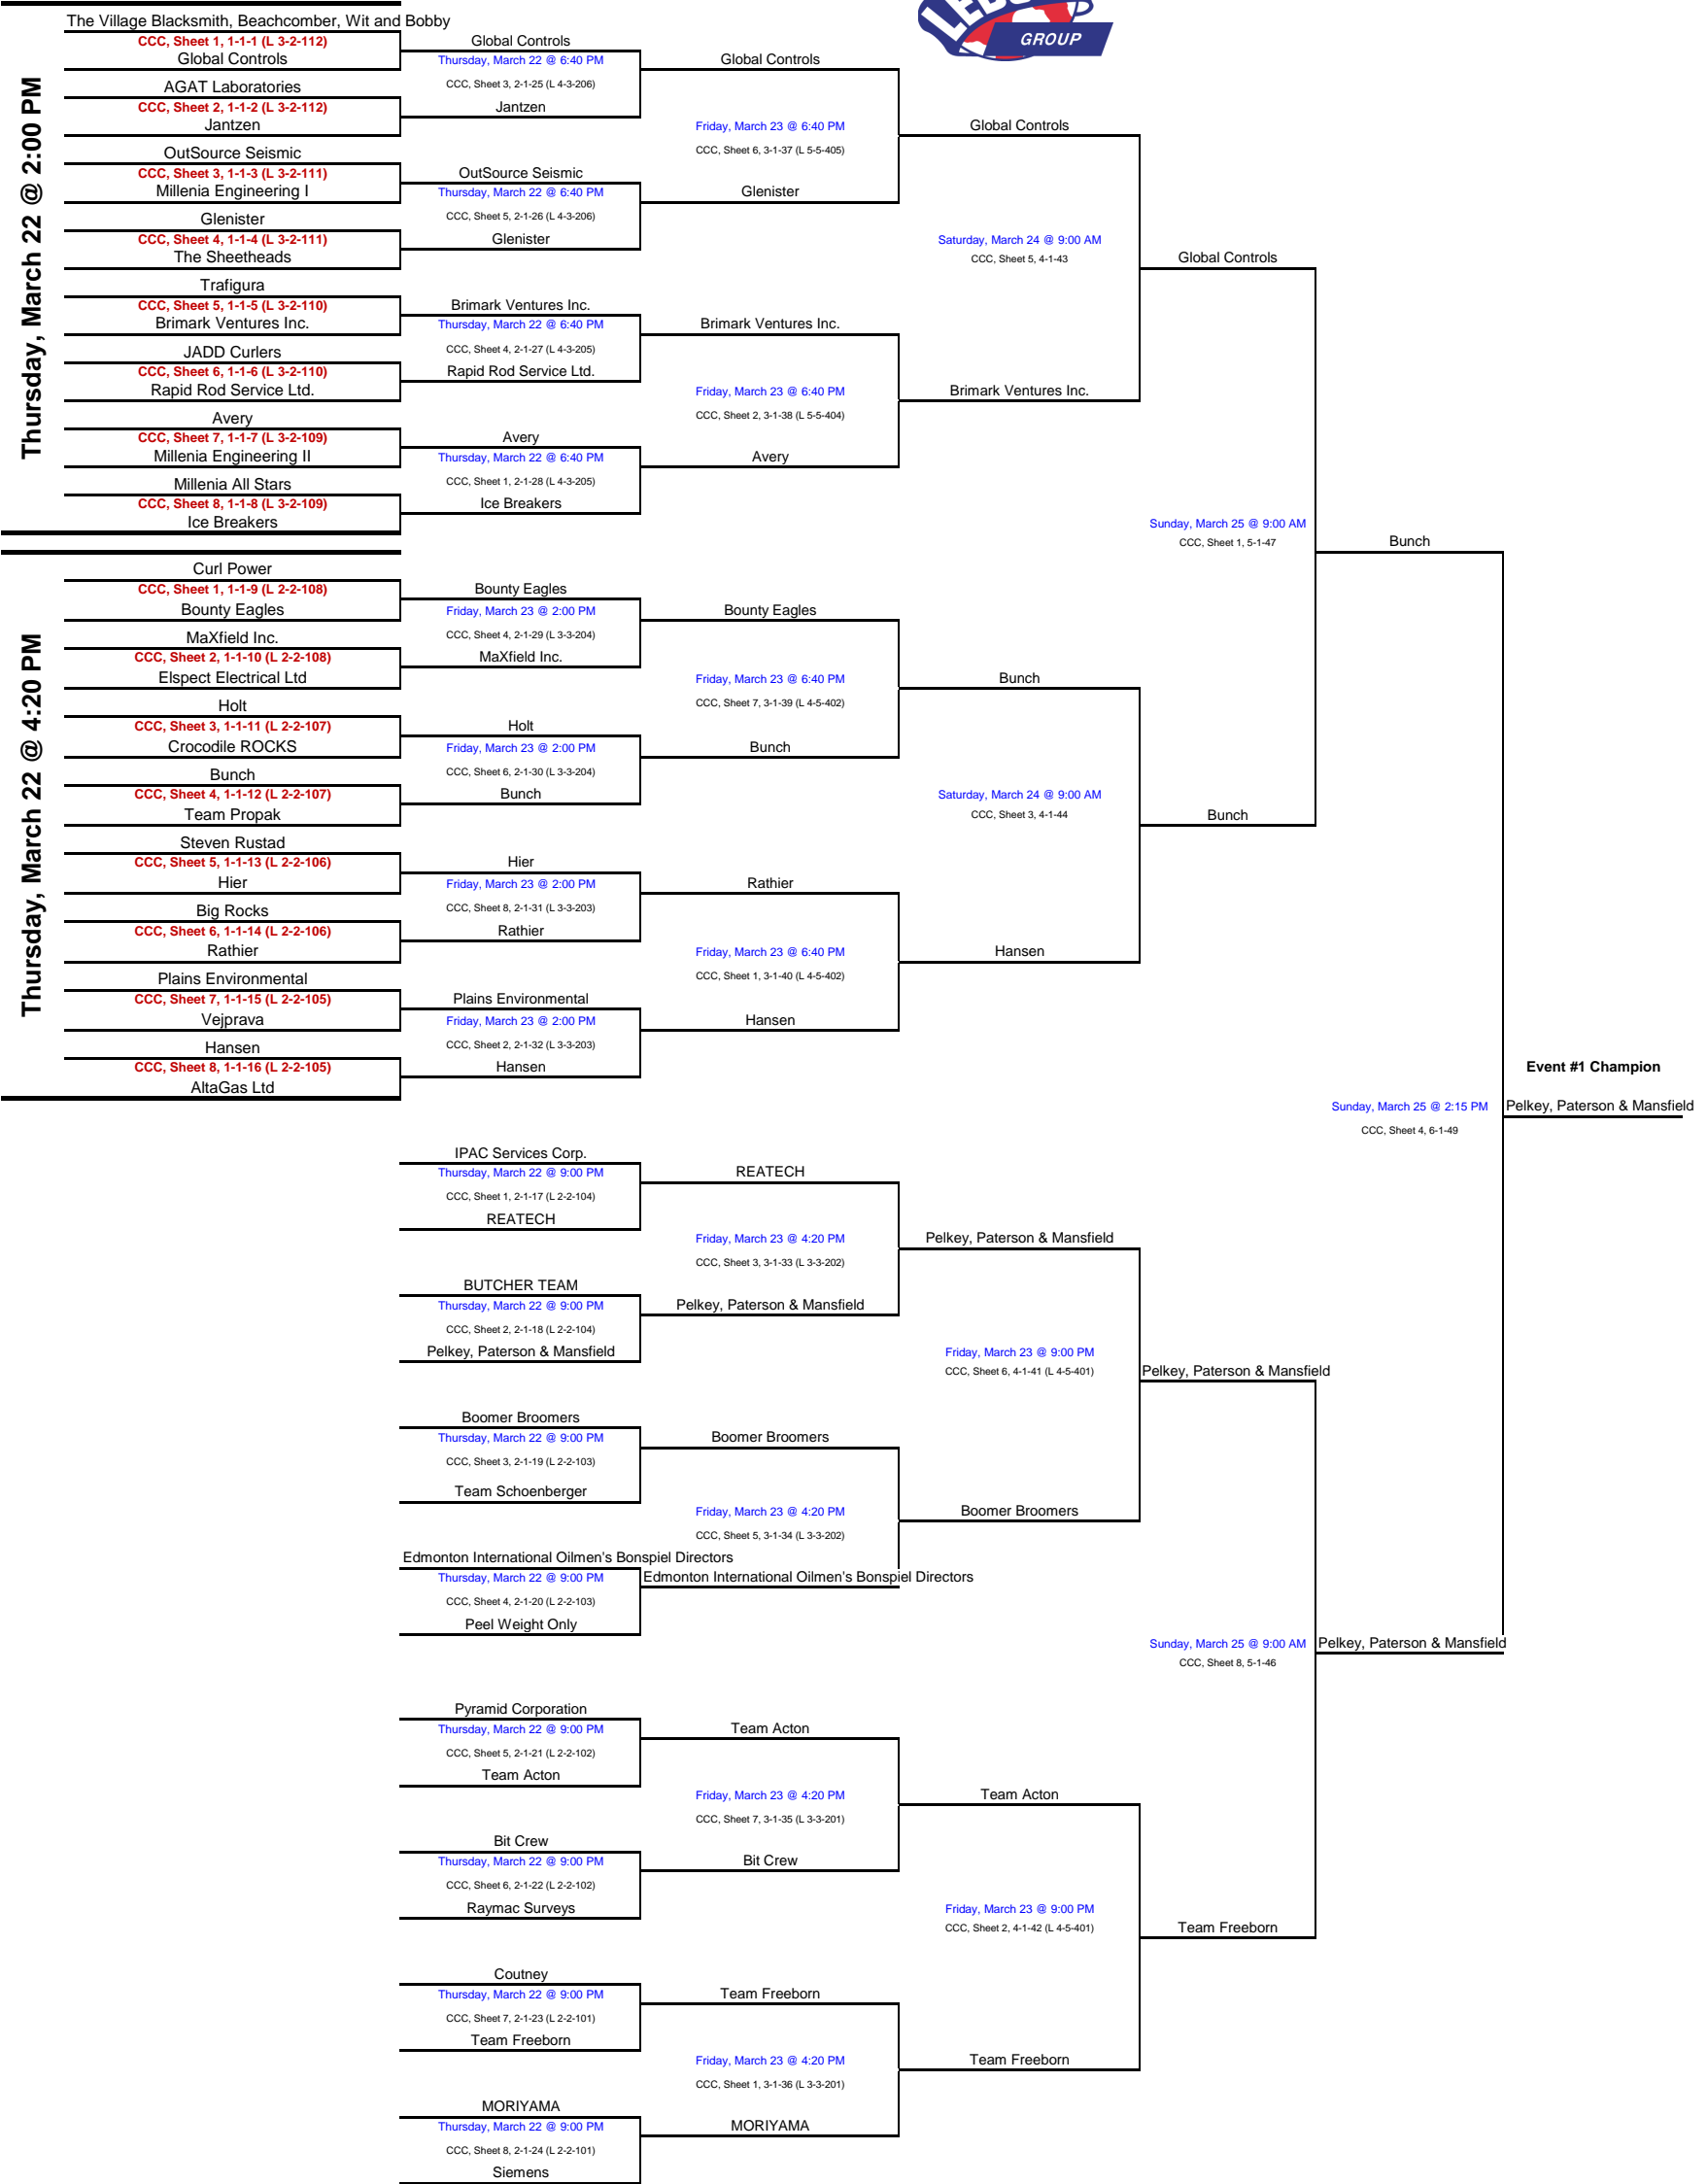 GROUP
Thursday, March 22 @ 2:00 PM
The Village Blacksmith, Beachcomber, Wit and Bobby
CCC, Sheet 1, 1-1-1 (L 3-2-112)
Global Controls
AGAT Laboratories
CCC, Sheet 2, 1-1-2 (L 3-2-112)
Jantzen
OutSource Seismic
CCC, Sheet 3, 1-1-3 (L 3-2-111)
Millenia Engineering I
Glenister
CCC, Sheet 4, 1-1-4 (L 3-2-111)
The Sheetheads
Trafigura
CCC, Sheet 5, 1-1-5 (L 3-2-110)
Brimark Ventures Inc.
JADD Curlers
CCC, Sheet 6, 1-1-6 (L 3-2-110)
Rapid Rod Service Ltd.
Avery
CCC, Sheet 7, 1-1-7 (L 3-2-109)
Millenia Engineering II
Millenia All Stars
CCC, Sheet 8, 1-1-8 (L 3-2-109)
Ice Breakers
Thursday, March 22 @ 4:20 PM
Curl Power
CCC, Sheet 1, 1-1-9 (L 2-2-108)
Bounty Eagles
MaXfield Inc.
CCC, Sheet 2, 1-1-10 (L 2-2-108)
Elspect Electrical Ltd
Holt
CCC, Sheet 3, 1-1-11 (L 2-2-107)
Crocodile ROCKS
Bunch
CCC, Sheet 4, 1-1-12 (L 2-2-107)
Team Propak
Steven Rustad
CCC, Sheet 5, 1-1-13 (L 2-2-106)
Hier
Big Rocks
CCC, Sheet 6, 1-1-14 (L 2-2-106)
Rathier
Plains Environmental
CCC, Sheet 7, 1-1-15 (L 2-2-105)
Vejprava
Hansen
CCC, Sheet 8, 1-1-16 (L 2-2-105)
AltaGas Ltd
Global Controls
Thursday, March 22 @ 6:40 PM
CCC, Sheet 3, 2-1-25 (L 4-3-206)
Jantzen
OutSource Seismic
Thursday, March 22 @ 6:40 PM
CCC, Sheet 5, 2-1-26 (L 4-3-206)
Glenister
Brimark Ventures Inc.
Thursday, March 22 @ 6:40 PM
CCC, Sheet 4, 2-1-27 (L 4-3-205)
Rapid Rod Service Ltd.
Avery
Thursday, March 22 @ 6:40 PM
CCC, Sheet 1, 2-1-28 (L 4-3-205)
Ice Breakers
Bounty Eagles
Friday, March 23 @ 2:00 PM
CCC, Sheet 4, 2-1-29 (L 3-3-204)
MaXfield Inc.
Holt
Friday, March 23 @ 2:00 PM
CCC, Sheet 6, 2-1-30 (L 3-3-204)
Bunch
Hier
Friday, March 23 @ 2:00 PM
CCC, Sheet 8, 2-1-31 (L 3-3-203)
Rathier
Plains Environmental
Friday, March 23 @ 2:00 PM
CCC, Sheet 2, 2-1-32 (L 3-3-203)
Hansen
IPAC Services Corp.
Thursday, March 22 @ 9:00 PM
CCC, Sheet 1, 2-1-17 (L 2-2-104)
REATECH
BUTCHER TEAM
Thursday, March 22 @ 9:00 PM
CCC, Sheet 2, 2-1-18 (L 2-2-104)
Pelkey, Paterson & Mansfield
Boomer Broomers
Thursday, March 22 @ 9:00 PM
CCC, Sheet 3, 2-1-19 (L 2-2-103)
Team Schoenberger
Edmonton International Oilmen's Bonspiel Directors
Thursday, March 22 @ 9:00 PM
CCC, Sheet 4, 2-1-20 (L 2-2-103)
Peel Weight Only
Pyramid Corporation
Thursday, March 22 @ 9:00 PM
CCC, Sheet 5, 2-1-21 (L 2-2-102)
Team Acton
Bit Crew
Thursday, March 22 @ 9:00 PM
CCC, Sheet 6, 2-1-22 (L 2-2-102)
Raymac Surveys
Coutney
Thursday, March 22 @ 9:00 PM
CCC, Sheet 7, 2-1-23 (L 2-2-101)
Team Freeborn
MORIYAMA
Thursday, March 22 @ 9:00 PM
CCC, Sheet 8, 2-1-24 (L 2-2-101)
Siemens
Global Controls
Friday, March 23 @ 6:40 PM
CCC, Sheet 6, 3-1-37 (L 5-5-405)
Glenister
Brimark Ventures Inc.
Friday, March 23 @ 6:40 PM
CCC, Sheet 2, 3-1-38 (L 5-5-404)
Avery
Bounty Eagles
Friday, March 23 @ 6:40 PM
CCC, Sheet 7, 3-1-39 (L 4-5-402)
Bunch
Rathier
Friday, March 23 @ 6:40 PM
CCC, Sheet 1, 3-1-40 (L 4-5-402)
Hansen
REATECH
Friday, March 23 @ 4:20 PM
CCC, Sheet 3, 3-1-33 (L 3-3-202)
Pelkey, Paterson & Mansfield
Boomer Broomers
Friday, March 23 @ 4:20 PM
CCC, Sheet 5, 3-1-34 (L 3-3-202)
Edmonton International Oilmen's Bonspiel Directors
Team Acton
Friday, March 23 @ 4:20 PM
CCC, Sheet 7, 3-1-35 (L 3-3-201)
Bit Crew
Team Freeborn
Friday, March 23 @ 4:20 PM
CCC, Sheet 1, 3-1-36 (L 3-3-201)
MORIYAMA
Global Controls
Saturday, March 24 @ 9:00 AM
CCC, Sheet 5, 4-1-43
Brimark Ventures Inc.
Bunch
Saturday, March 24 @ 9:00 AM
CCC, Sheet 3, 4-1-44
Hansen
Pelkey, Paterson & Mansfield
Friday, March 23 @ 9:00 PM
CCC, Sheet 6, 4-1-41 (L 4-5-401)
Boomer Broomers
Team Acton
Friday, March 23 @ 9:00 PM
CCC, Sheet 2, 4-1-42 (L 4-5-401)
Team Freeborn
Global Controls
Sunday, March 25 @ 9:00 AM
CCC, Sheet 1, 5-1-47
Bunch
Pelkey, Paterson & Mansfield
Sunday, March 25 @ 9:00 AM
CCC, Sheet 8, 5-1-46
Team Freeborn
Bunch
Sunday, March 25 @ 2:15 PM
CCC, Sheet 4, 6-1-49
Pelkey, Paterson & Mansfield
Event #1 Champion
Pelkey, Paterson & Mansfield